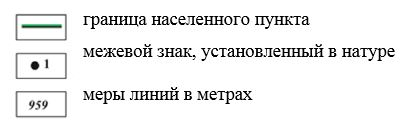 граница населенного пункта
1 межевой знак, установленный в натуре
959 меры линий в метрах